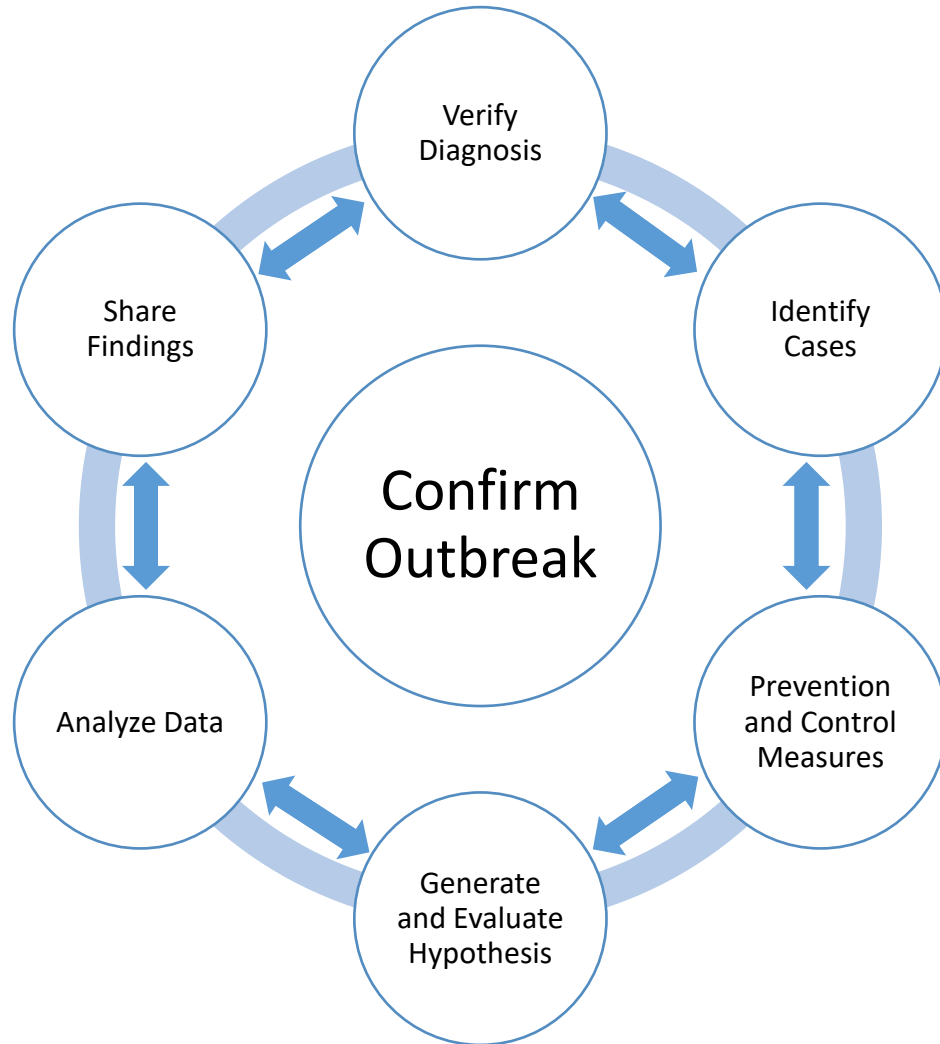 Verify
Diagnosis
Identify
Cases
Prevention
and Control
Measures
Generate
and Evaluate
Hypothesis
Analyze Data
Share
Findings
Confirm
Outbreak